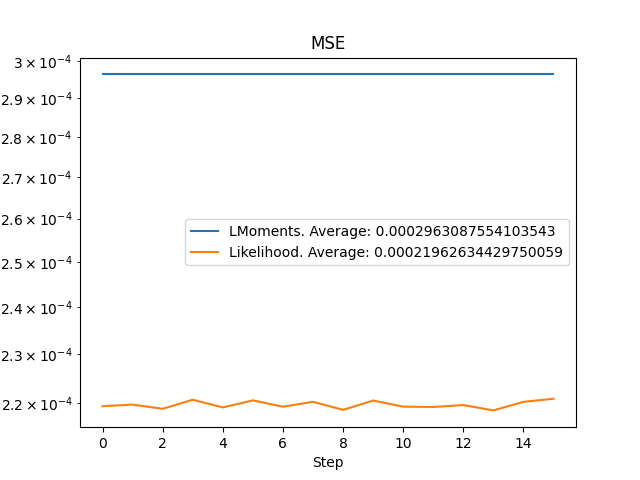 MSE
3 × 10⁻⁴
2.9 × 10⁻⁴
2.8 × 10⁻⁴
2.7 × 10⁻⁴
2.6 × 10⁻⁴
2.5 × 10⁻⁴
2.4 × 10⁻⁴
2.3 × 10⁻⁴
2.2 × 10⁻⁴
LMoments. Average: 0.0002963087554103543
Likelihood. Average: 0.00021962634429750059
0 2 4 6 8 10 12 14
Step